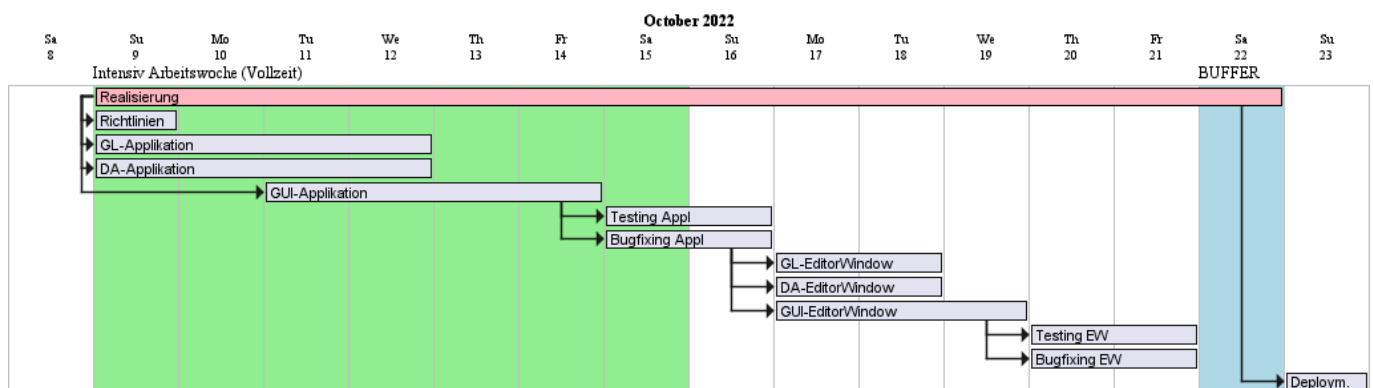 October 2022
Sa Su Mo Tu We Th Fr Sa Su Mo Tu We Th Fr Sa Su
8 9 10 11 12 13 14 15 16 17 18 19 20 21 22 23
Intensiv Arbeitswoche (Vollzeit) BUFFER
Realisierung
Richtlinien
GL-Applikation
DA-Applikation
GUI-Applikation
Testing Appl
Bugfixing Appl
GL-EditorWindow
DA-EditorWindow
GUI-EditorWindow
Testing EW
Bugfixing EW
Deploym.